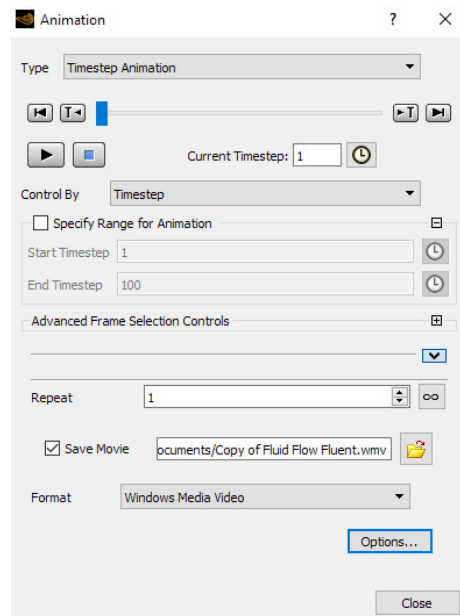 Animation ?
Type Timestep Animation
T T
Current Timestep: 1
Control By Timestep
Specify Range for Animation
Start Timestep 1
End Timestep 100
Advanced Frame Selection Controls
Repeat 1 ∞
Save Movie ocuments/Copy of Fluid Flow Fluent.wmv
Format Windows Media Video
Options...
Close